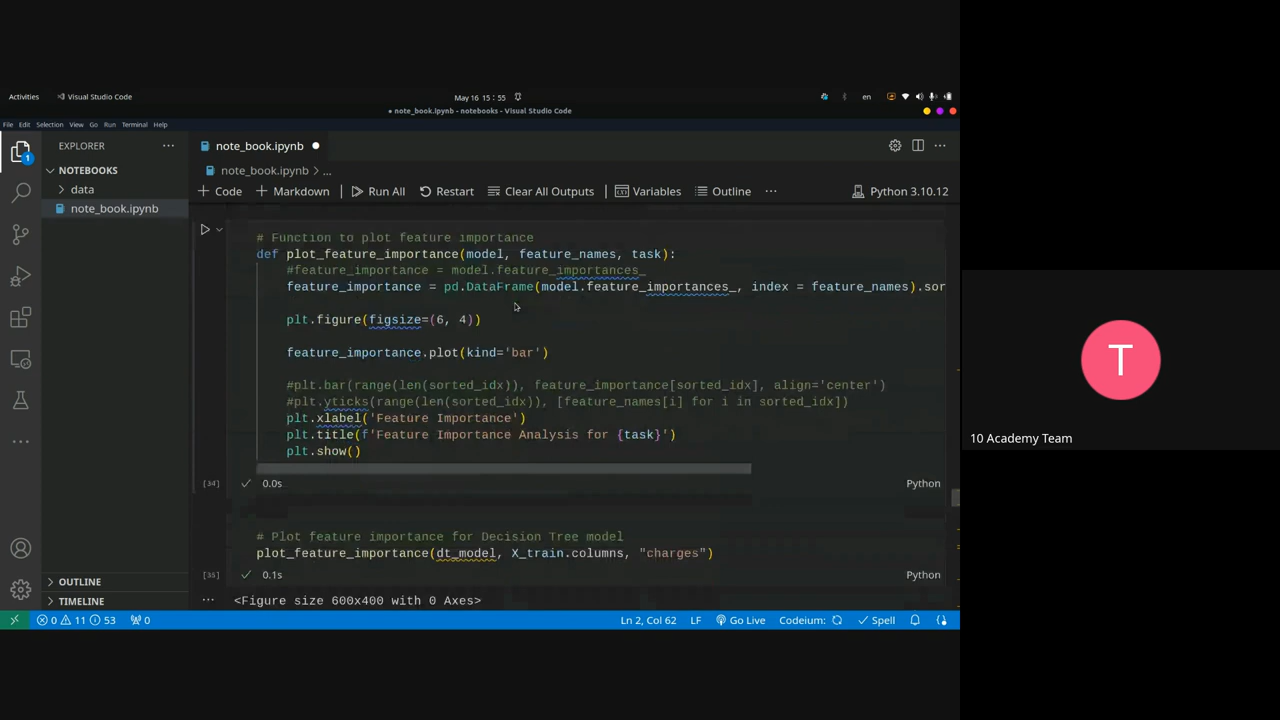 Activities
Visual Studio Code
May 16 15:55
en
● note_book.ipynb - notebooks - Visual Studio Code
File Edit Selection View Go Run Terminal Help
EXPLORER
NOTEBOOKS
data
note_book.ipynb
OUTLINE
TIMELINE
1
note_book.ipynb
note_book.ipynb > ...
+ Code + Markdown Run All Restart Clear All Outputs Variables Outline ... Python 3.10.12
# Function to plot feature importance
def plot_feature_importance(model, feature_names, task):
#feature_importance = model.feature_importances_
feature_importance = pd.DataFrame(model.feature_importances_, index = feature_names).sor
plt.figure(figsize=(6, 4))
feature_importance.plot(kind='bar')
#plt.bar(range(len(sorted_idx)), feature_importance[sorted_idx], align='center')
#plt.yticks(range(len(sorted_idx)), [feature_names[i] for i in sorted_idx])
plt.xlabel('Feature Importance')
plt.title(f'Feature Importance Analysis for {task}')
plt.show()
[34] ✓ 0.0s Python
# Plot feature importance for Decision Tree model
plot_feature_importance(dt_model, X_train.columns, "charges")
[35] ✓ 0.1s Python
... <Figure size 600x400 with 0 Axes>
0 11 53 0 Ln 2, Col 62 LF Go Live Codeium: Spell
T
10 Academy Team